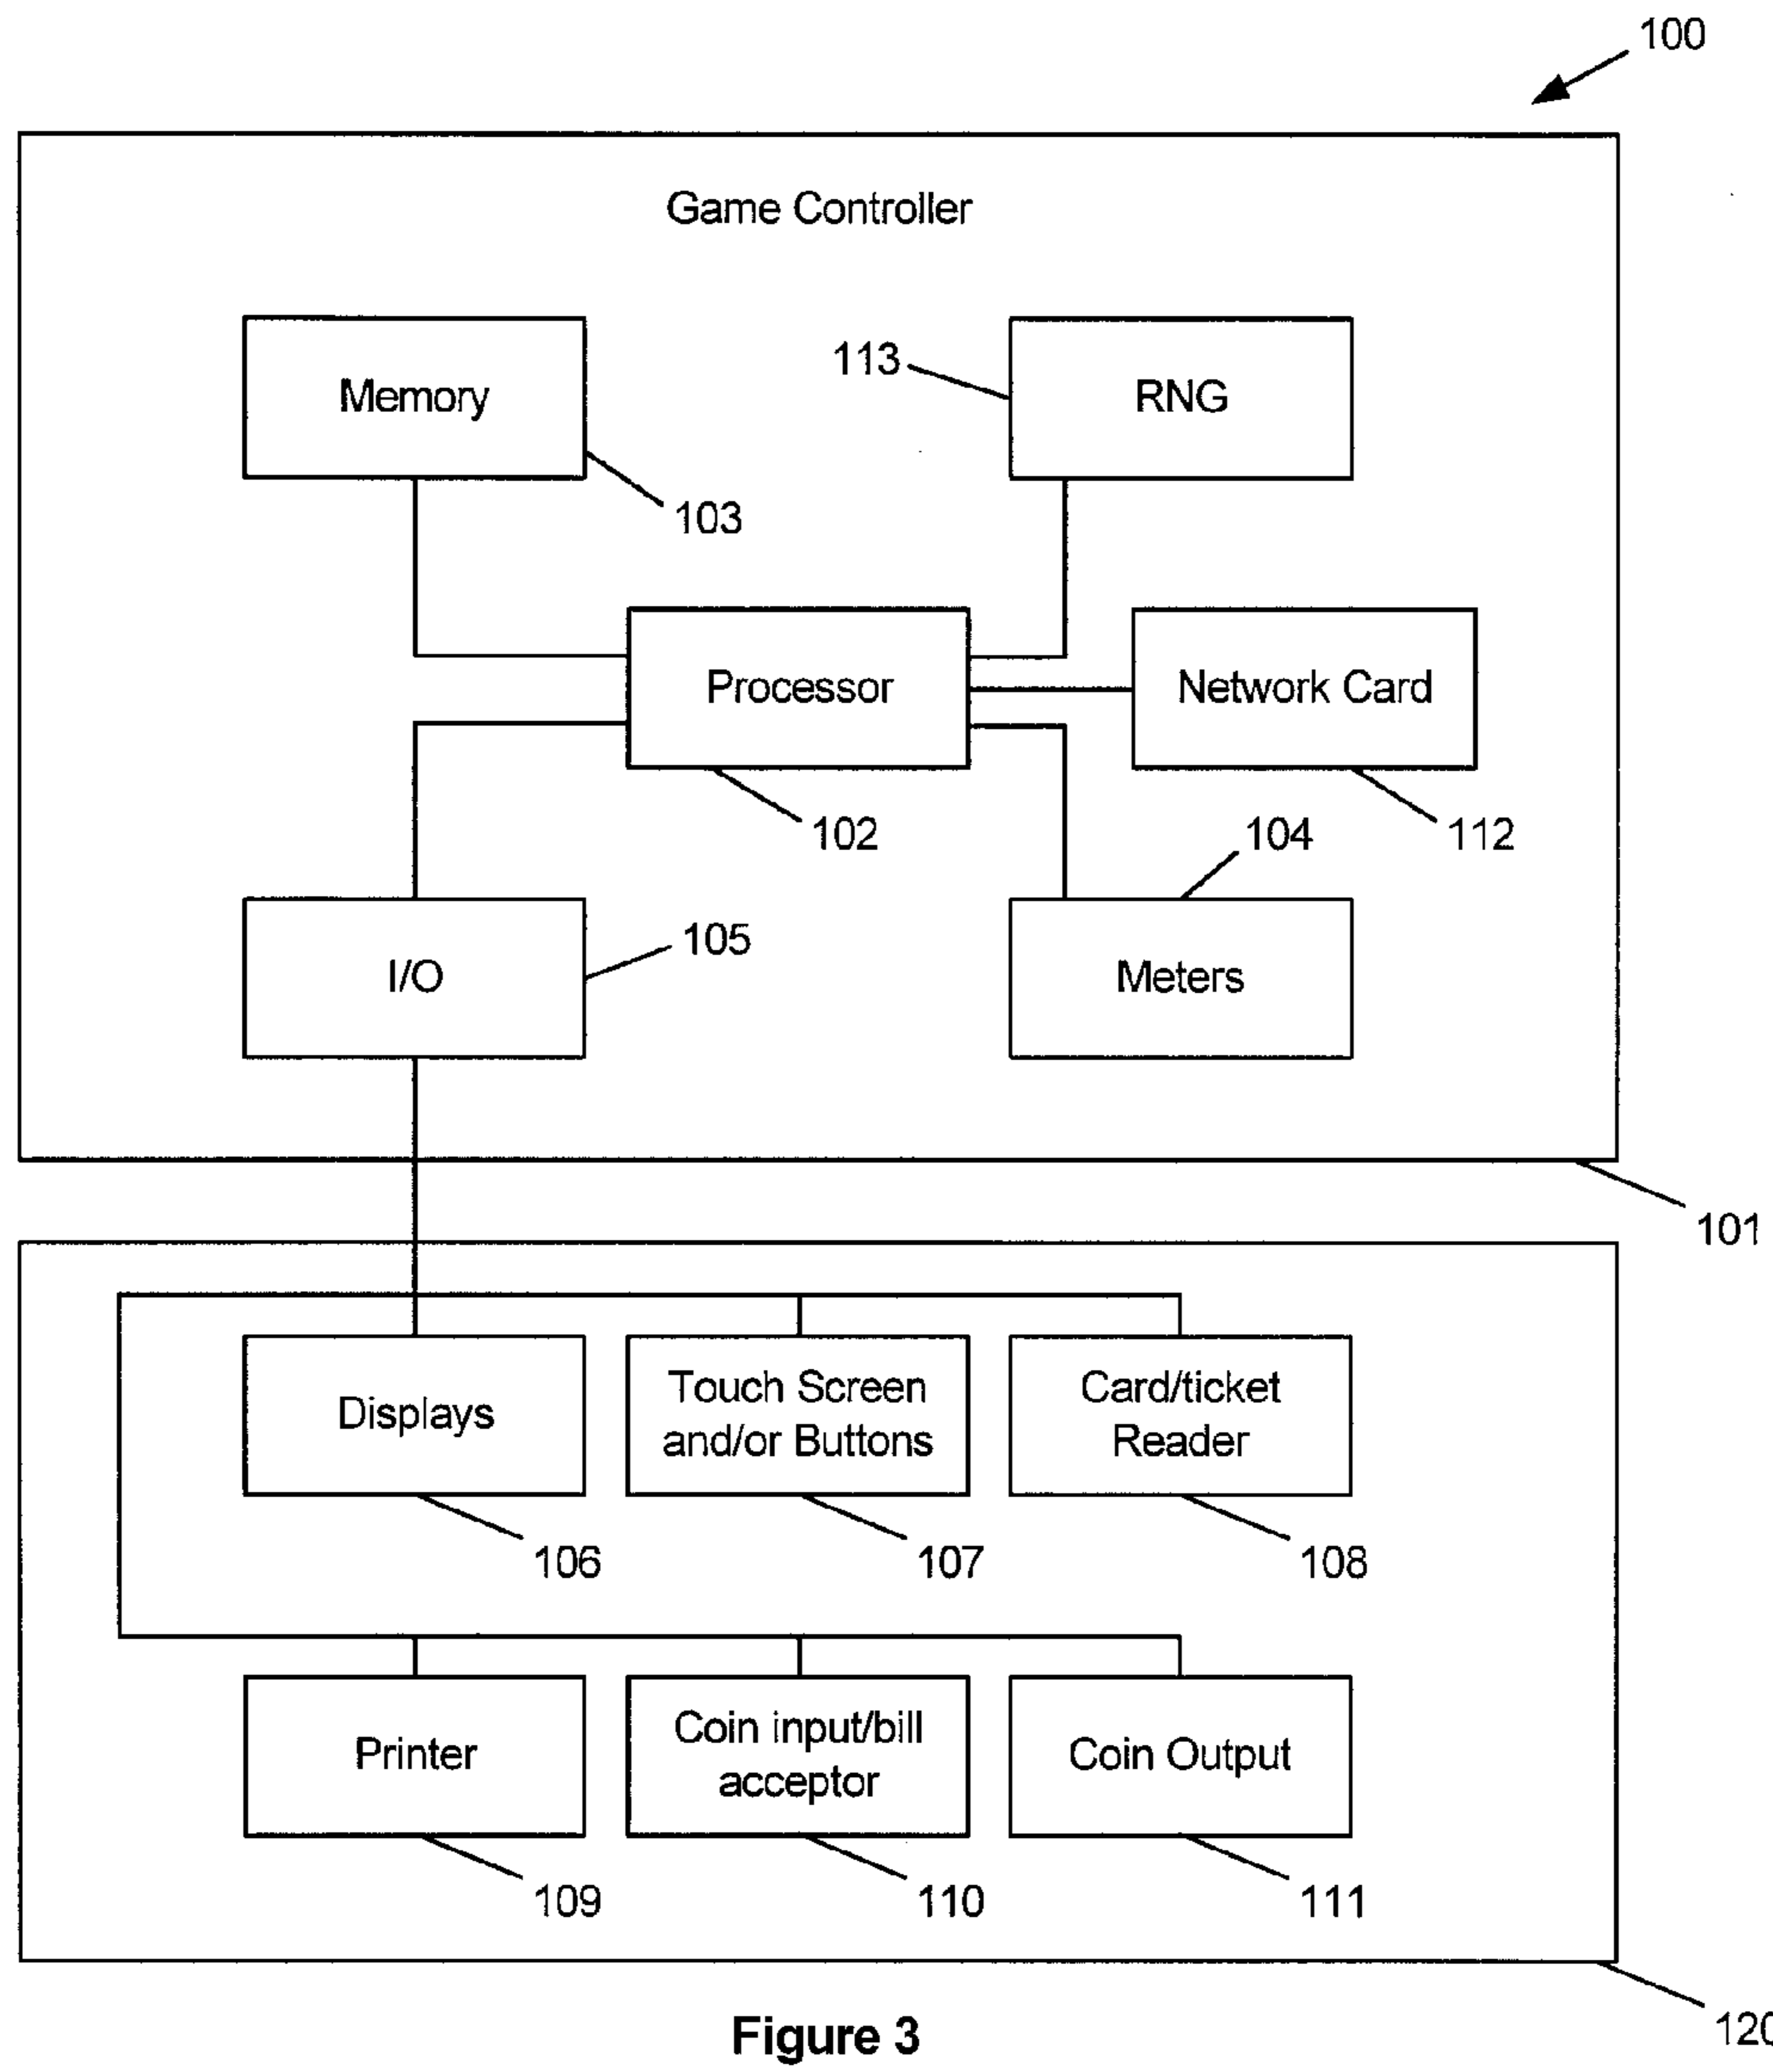 100
Game Controller
Memory
113
RNG
103
Processor
Network Card
102
104
112
I/O
105
Meters
101
Displays
Touch Screen
and/or Buttons
Card/ticket
Reader
106
107
108
Printer
Coin input/bill
acceptor
Coin Output
109
110
111
Figure 3
120